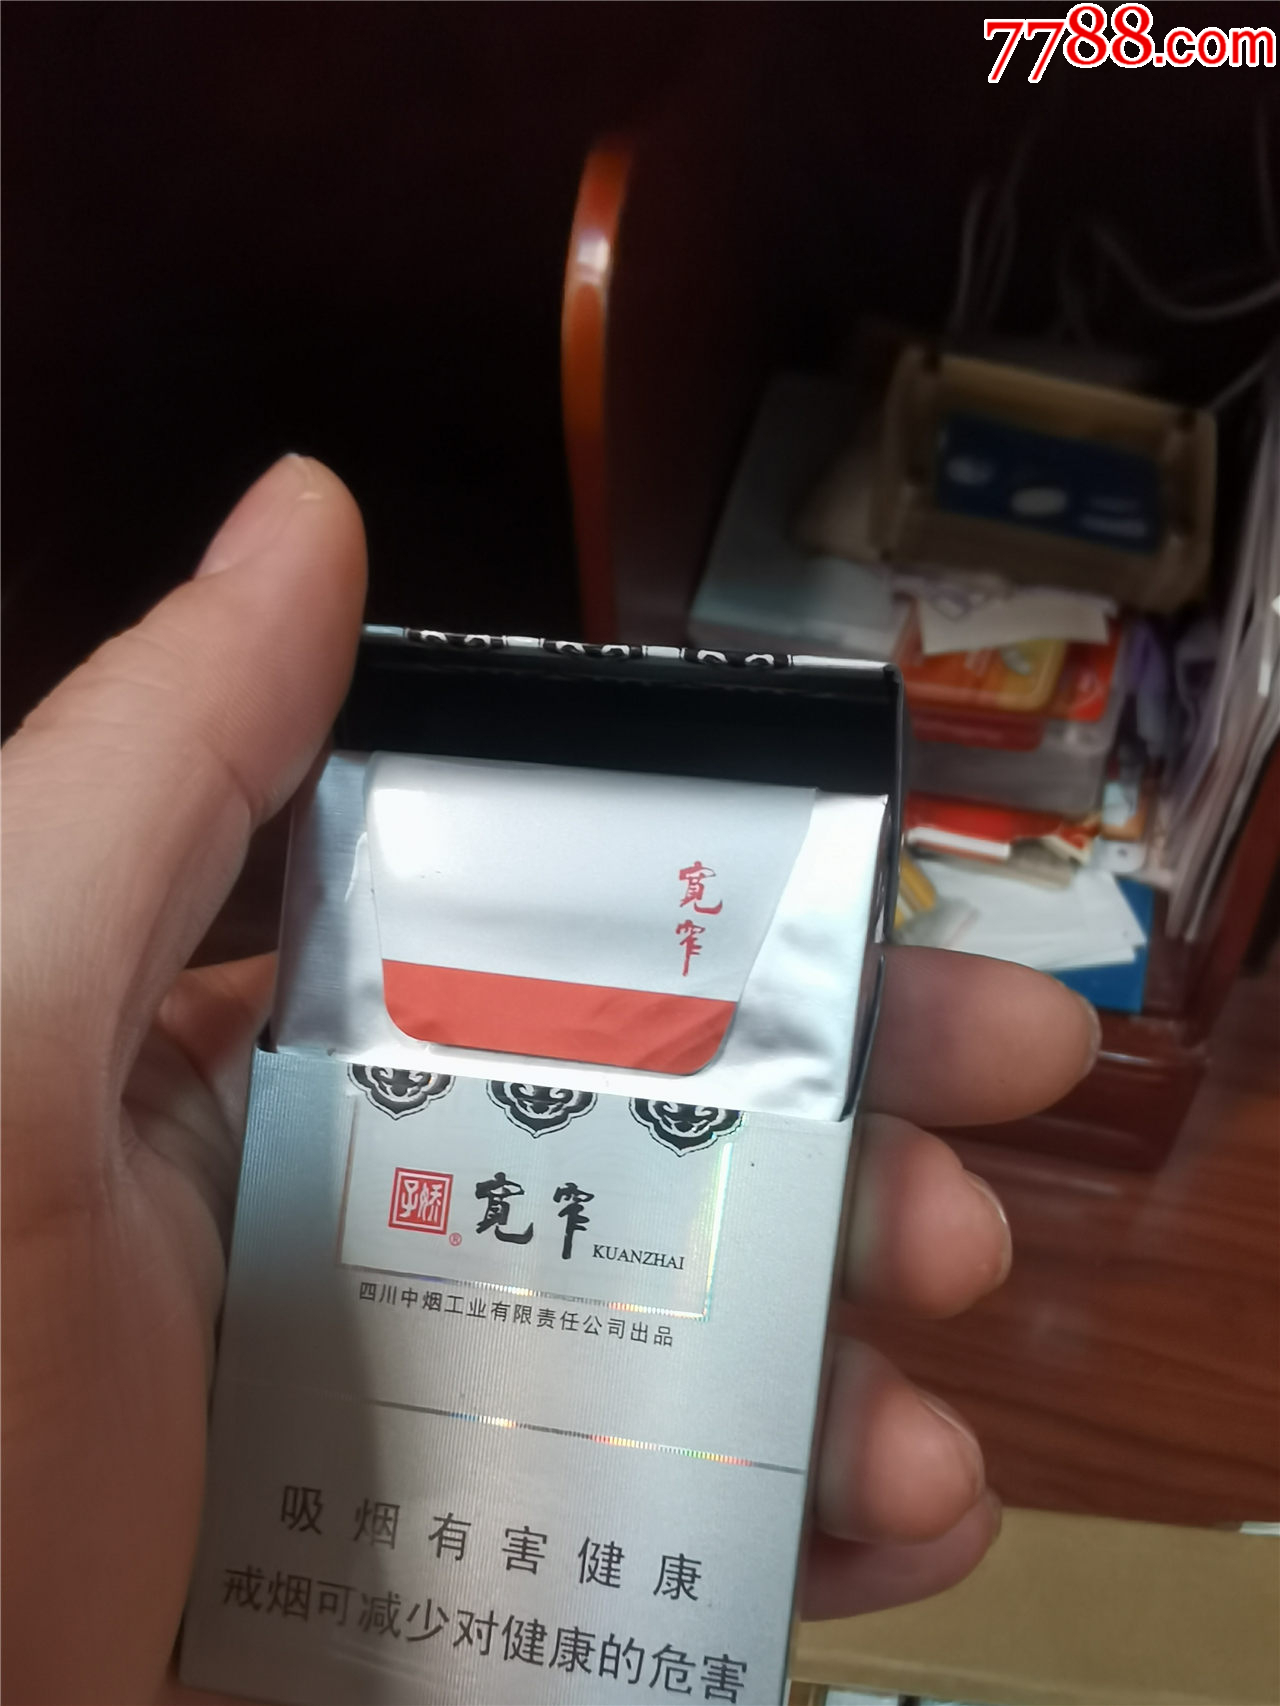 7788.com
宽
窄
娇子®
宽窄 KUANZHAI
四川中烟工业有限责任公司出品
吸烟有害健康
戒烟可减少对健康的危害